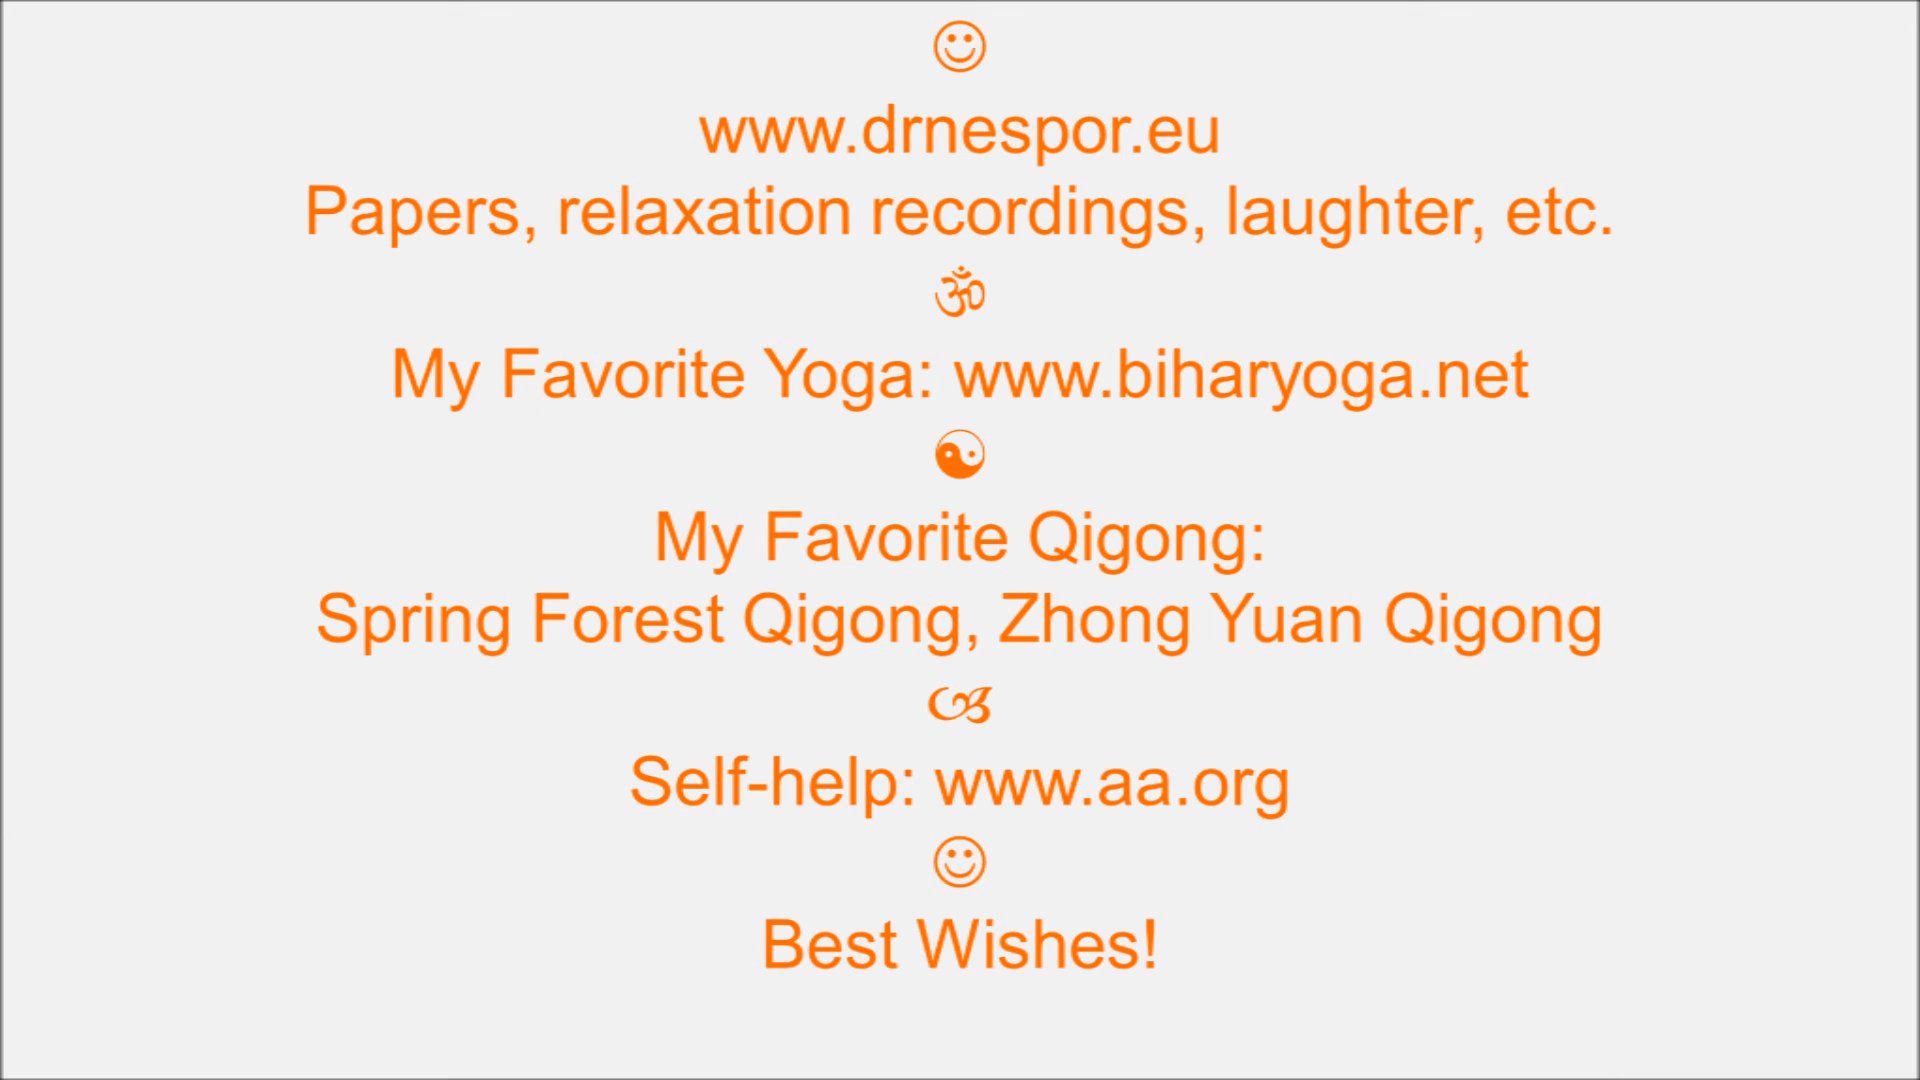 ☺
www.drnespor.eu
Papers, relaxation recordings, laughter, etc.
ॐ
My Favorite Yoga: www.biharyoga.net
☯
My Favorite Qigong:
Spring Forest Qigong, Zhong Yuan Qigong
🙰
Self-help: www.aa.org
☺
Best Wishes!